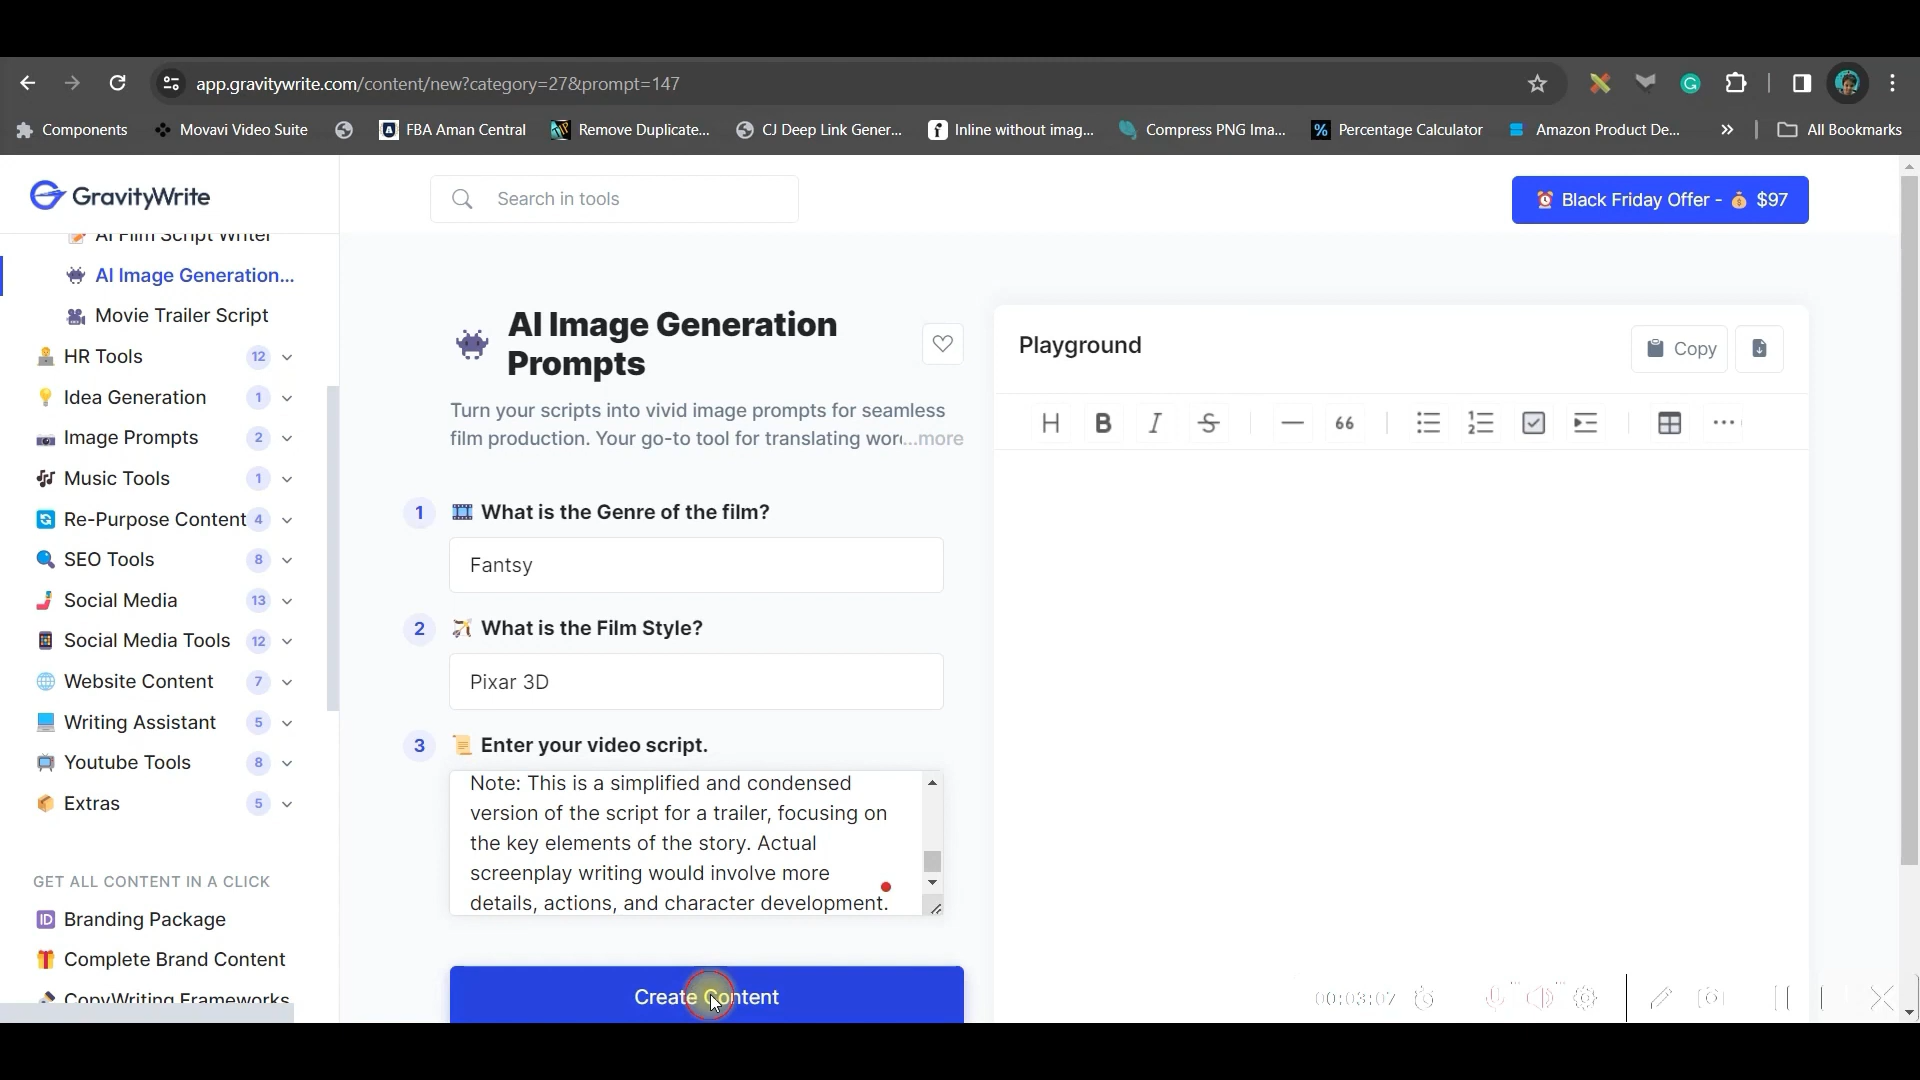 app.gravitywrite.com/content/new?category=27&prompt=147
Components
Movavi Video Suite
FBA Aman Central
Remove Duplicate...
CJ Deep Link Gener...
Inline without imag...
Compress PNG Ima...
Percentage Calculator
Amazon Product De...
»
All Bookmarks
GravityWrite
Search in tools
Black Friday Offer - $97
AI Film Script Writer
AI Image Generation...
Movie Trailer Script
HR Tools 12
Idea Generation 1
Image Prompts 2
Music Tools 1
Re-Purpose Content 4
SEO Tools 8
Social Media 13
Social Media Tools 12
Website Content 7
Writing Assistant 5
Youtube Tools 8
Extras 5
GET ALL CONTENT IN A CLICK
Branding Package
Complete Brand Content
CopyWriting Frameworks
AI Image Generation
Prompts
Turn your scripts into vivid image prompts for seamless
film production. Your go-to tool for translating wor...more
1 What is the Genre of the film?
Fantsy
2 What is the Film Style?
Pixar 3D
3 Enter your video script.
Note: This is a simplified and condensed
version of the script for a trailer, focusing on
the key elements of the story. Actual
screenplay writing would involve more
details, actions, and character development.
Create Content
Playground
Copy
H B I S
00:03:07